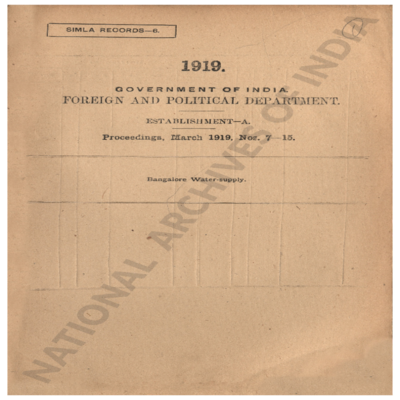 SIMLA RECORDS—6.
1919.
GOVERNMENT OF INDIA.
FOREIGN AND POLITICAL DEPARTMENT.
ESTABLISHMENT—A.
Proceedings, March 1919, Nos. 7—15.
Bangalore Water-supply.
NATIONAL ARCHIVES OF INDIA